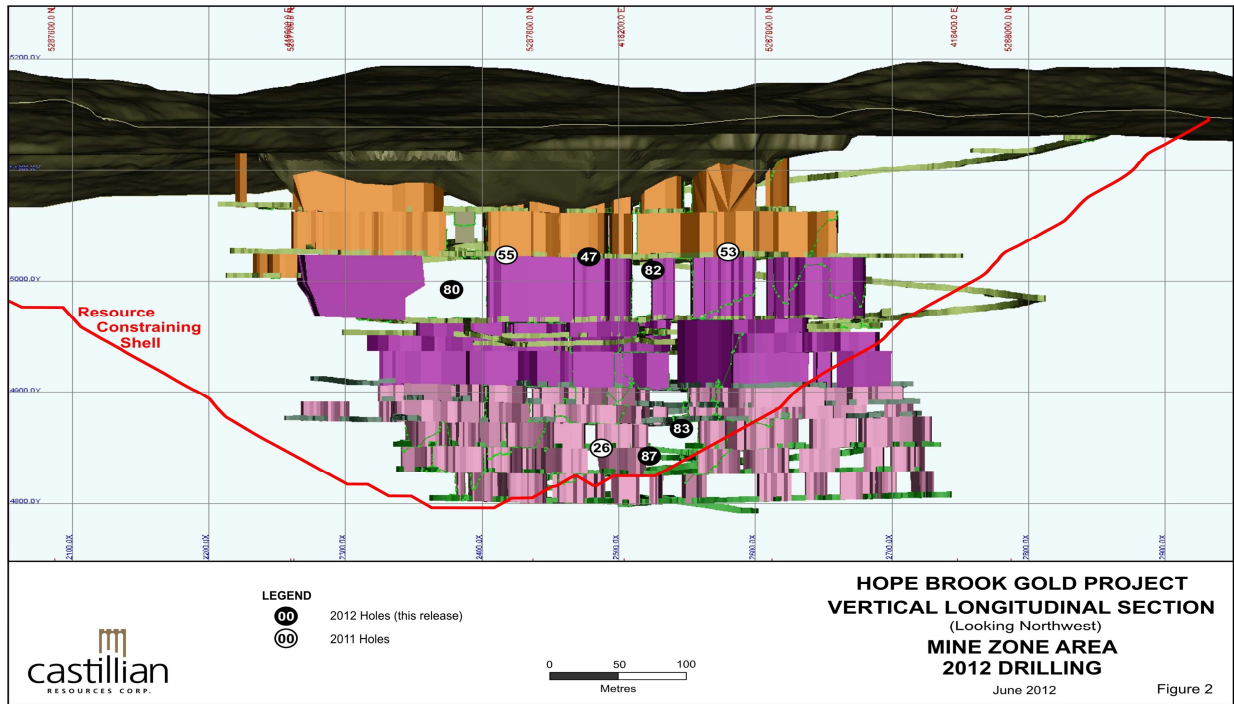 5287600.0 N
5287800.0 N
418200.0 E
5287900.0 N
418400.0 E
5288000.0 N
5200.0Y
5000.0Y
4900.0Y
4800.0Y
55
47
53
82
80
Resource
Constraining
Shell
83
26
87
2100.0X
2200.0X
2300.0X
2400.0X
2500.0X
2600.0X
2700.0X
2800.0X
2900.0X
LEGEND
00 2012 Holes (this release)
00 2011 Holes
castillian
RESOURCES CORP.
0 50 100
Metres
HOPE BROOK GOLD PROJECT
VERTICAL LONGITUDINAL SECTION
(Looking Northwest)
MINE ZONE AREA
2012 DRILLING
June 2012
Figure 2